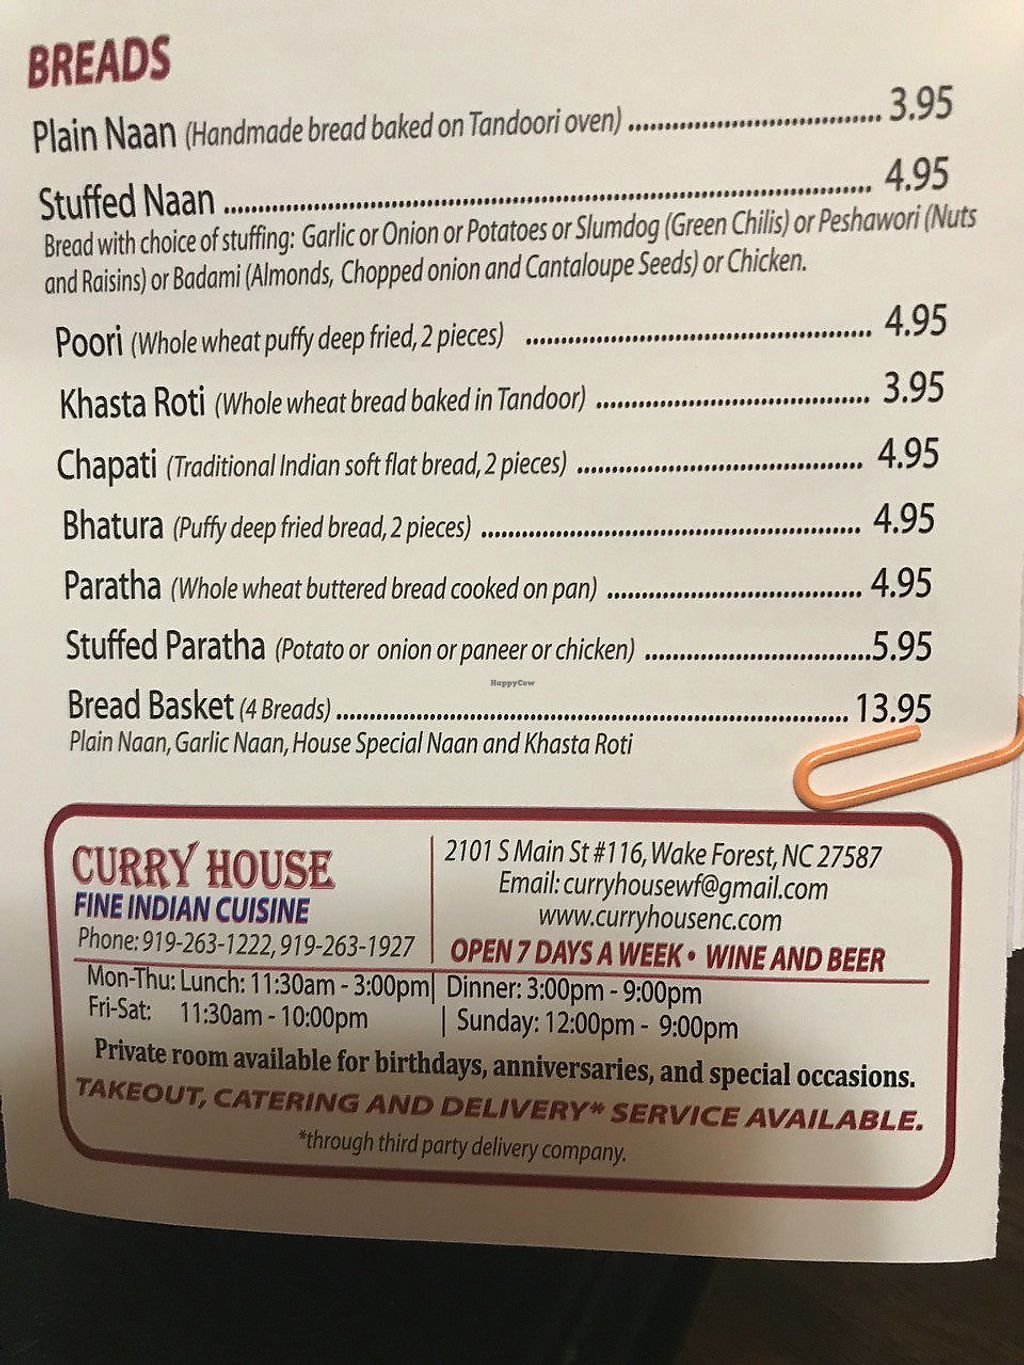 BREADS
Plain Naan (Handmade bread baked on Tandoori oven) .................................. 3.95
Stuffed Naan ........................................................................................ 4.95
Bread with choice of stuffing: Garlic or Onion or Potatoes or Slumdog (Green Chilis) or Peshawori (Nuts
and Raisins) or Badami (Almonds, Chopped onion and Cantaloupe Seeds) or Chicken.
Poori (Whole wheat puffy deep fried, 2 pieces) ................................................ 4.95
Khasta Roti (Whole wheat bread baked in Tandoor) ...................................... 3.95
Chapati (Traditional Indian soft flat bread, 2 pieces) ........................................ 4.95
Bhatura (Puffy deep fried bread, 2 pieces) ...................................................... 4.95
Paratha (Whole wheat buttered bread cooked on pan) .................................... 4.95
Stuffed Paratha (Potato or onion or paneer or chicken) ................................5.95
HappyCow
Bread Basket (4 Breads) ............................................................................. 13.95
Plain Naan, Garlic Naan, House Special Naan and Khasta Roti
CURRY HOUSE
FINE INDIAN CUISINE
Phone: 919-263-1222, 919-263-1927
2101 S Main St #116, Wake Forest, NC 27587
Email: curryhousewf@gmail.com
www.curryhousenc.com
OPEN 7 DAYS A WEEK • WINE AND BEER
Mon-Thu: Lunch: 11:30am - 3:00pm| Dinner: 3:00pm - 9:00pm
Fri-Sat: 11:30am - 10:00pm | Sunday: 12:00pm - 9:00pm
Private room available for birthdays, anniversaries, and special occasions.
TAKEOUT, CATERING AND DELIVERY* SERVICE AVAILABLE.
*through third party delivery company.